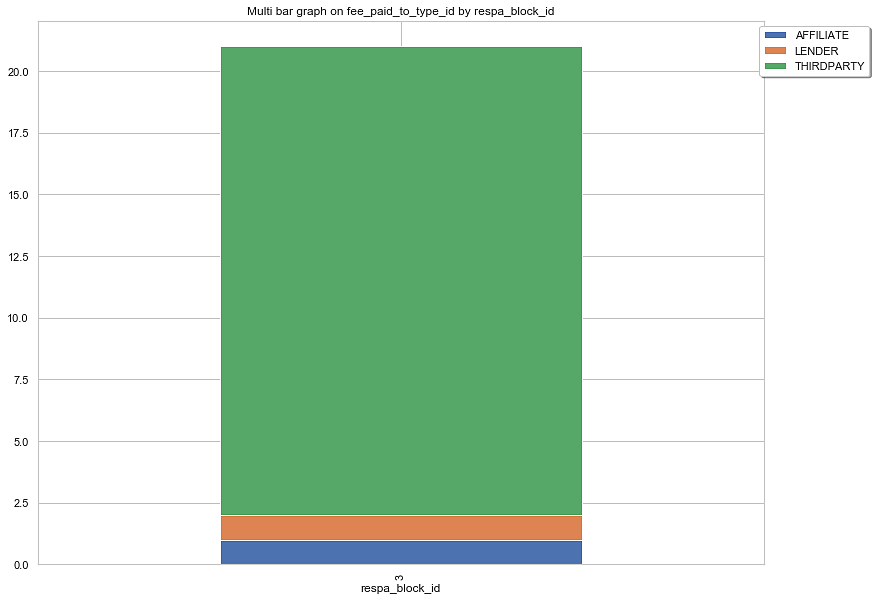 Multi bar graph on fee_paid_to_type_id by respa_block_id
AFFILIATE
LENDER
THIRDPARTY
20.0
17.5
15.0
12.5
10.0
7.5
5.0
2.5
0.0
3
respa_block_id